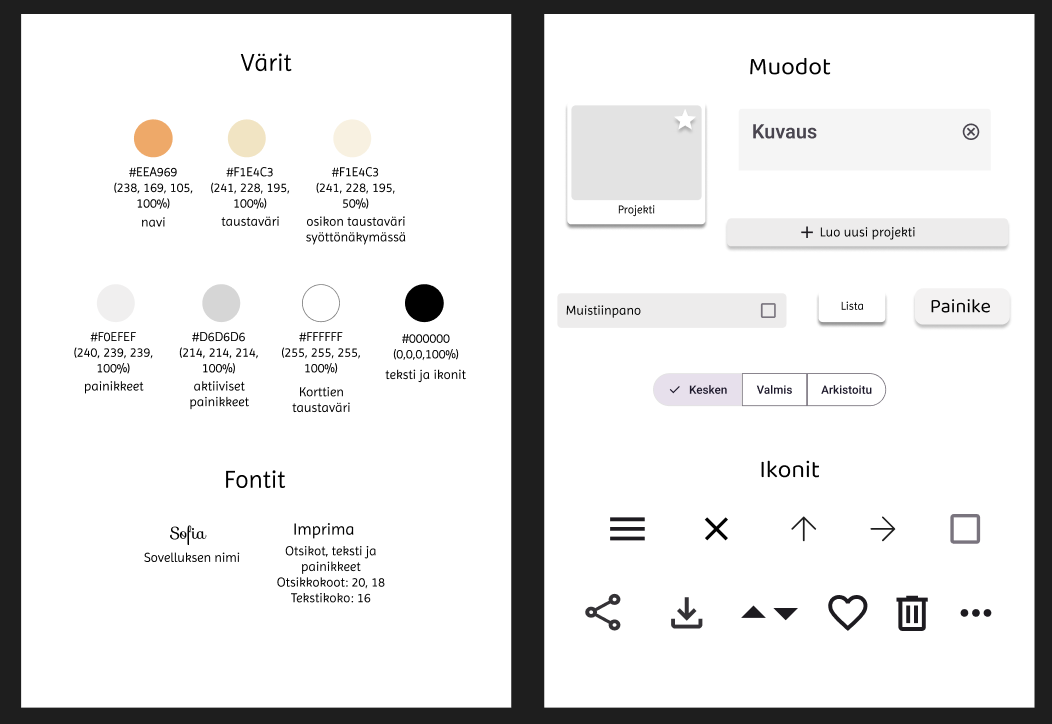 Värit
#EEA969
(238, 169, 105,
100%)
navi
#F1E4C3
(241, 228, 195,
100%)
taustaväri
#F1E4C3
(241, 228, 195,
50%)
osikon taustaväri
syöttönäkymässä
#F0EFEF
(240, 239, 239,
100%)
painikkeet
#D6D6D6
(214, 214, 214,
100%)
aktiiviset
painikkeet
#FFFFFF
(255, 255, 255,
100%)
Korttien
taustaväri
#000000
(0,0,0,100%)
teksti ja ikonit
Fontit
Sofia
Sovelluksen nimi
Imprima
Otsikot, teksti ja
painikkeet
Otsikkokoot: 20, 18
Tekstikoko: 16
Muodot
Projekti
Kuvaus
+ Luo uusi projekti
Muistiinpano
Lista
Painike
Kesken
Valmis
Arkistoitu
Ikonit